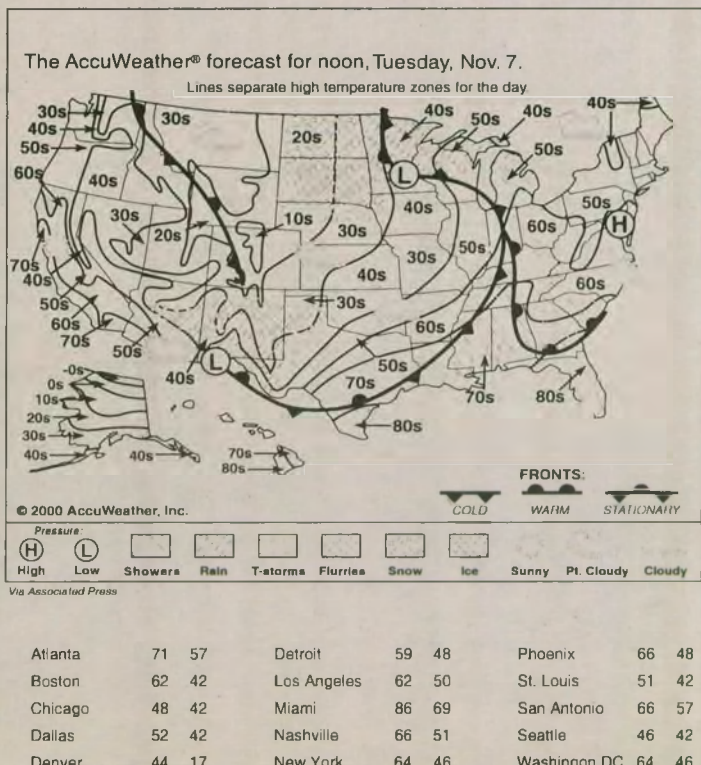 The AccuWeather® forecast for noon, Tuesday, Nov. 7.
Lines separate high temperature zones for the day.
30s
40s
50s
60s
30s
40s
20s
40s
50s
40s
50s
40s
50s
60s
60s
30s
20s
10s
30s
40s
30s
40s
30s
50s
60s
50s
70s
70s
80s
80s
70s
40s
50s
60s
70s
50s
40s
L
L
H
-0s
0s
10s
20s
30s
40s
40s
70s
80s
FRONTS:
COLD WARM STATIONARY
© 2000 AccuWeather, Inc.
Pressure:
H L
High Low Showers Rain T-storms Flurries Snow Ice Sunny Pt. Cloudy Cloudy
Via Associated Press
Atlanta 71 57 Detroit 59 48 Phoenix 66 48
Boston 62 42 Los Angeles 62 50 St. Louis 51 42
Chicago 48 42 Miami 86 69 San Antonio 66 57
Dallas 52 42 Nashville 66 51 Seattle 46 42
Denver 44 17 New York 64 46 Washingon DC 64 46